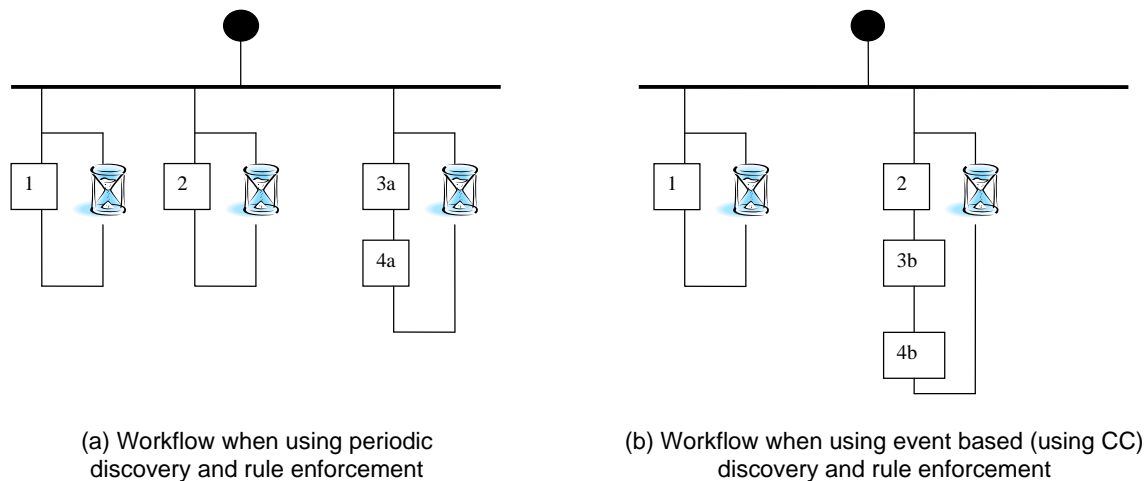 1
2
3a
4a
1
2
3b
4b
(a) Workflow when using periodic
discovery and rule enforcement
(b) Workflow when using event based (using CC)
discovery and rule enforcement